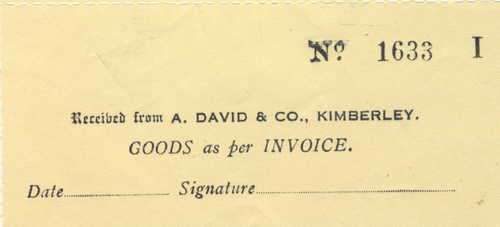 Nº 1633 I
Received from A. DAVID & CO., KIMBERLEY.
GOODS as per INVOICE.
Date.................... Signature........................................